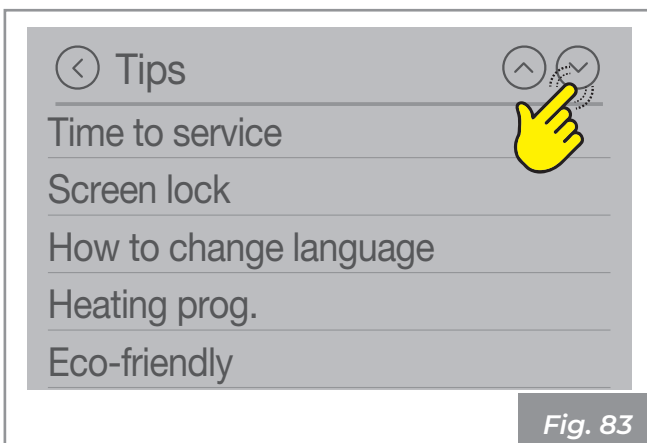 Tips
Time to service
Screen lock
How to change language
Heating prog.
Eco-friendly
Fig. 83